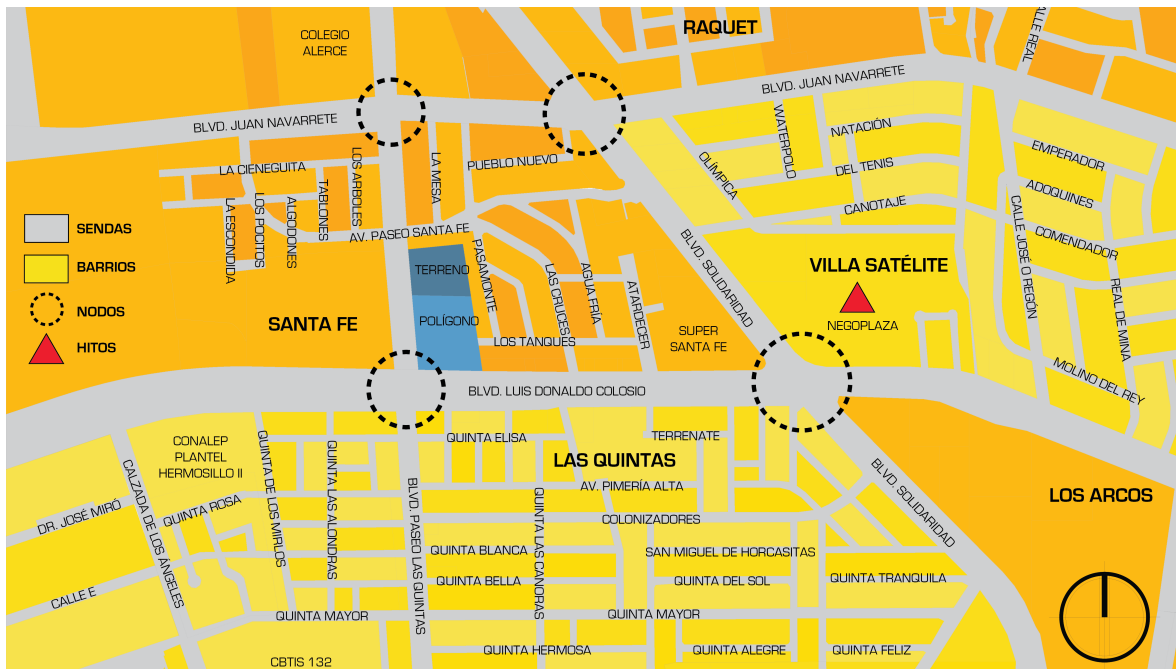 COLEGIO
ALERCE
RAQUET
CALLE REAL
BLVD. JUAN NAVARRETE
BLVD. JUAN NAVARRETE
WATERPOLO
NATACIÓN
EMPERADOR
LA CIENEGUITA
LOS ARBOLES
LA MESA
PUEBLO NUEVO
OLÍMPICA
DEL TENIS
ADOQUINES
TABLONES
LA ESCONDIDA
LOS POCITOS
ALGODONES
CANOTAJE
CALLE JOSÉ O REGÓN
COMENDADOR
SENDAS
BARRIOS
NODOS
HITOS
AV. PASEO SANTA FE
TERRENO
POLÍGONO
PASAMONTE
LAS CRUCES
AGUA FRÍA
ATARDECER
BLVD. SOLIDARIDAD
VILLA SATÉLITE
NEGOPLAZA
REAL DE MINA
SANTA FE
LOS TANQUES
SUPER
SANTA FE
MOLINO DEL REY
BLVD. LUIS DONALDO COLOSIO
CONALEP
PLANTEL
HERMOSILLO II
QUINTA ELISA
TERRENATE
LAS QUINTAS
AV. PIMERÍA ALTA
BLVD. SOLIDARIDAD
LOS ARCOS
DR. JOSÉ MIRÓ
CALZADA DE LOS ÁNGELES
QUINTA ROSA
QUINTA DE LOS MIRLOS
QUINTA LAS ALONDRAS
BLVD. PASEO LAS QUINTAS
QUINTA LAS CANORAS
COLONIZADORES
QUINTA BLANCA
SAN MIGUEL DE HORCASITAS
QUINTA BELLA
QUINTA DEL SOL
QUINTA TRANQUILA
CALLE E
QUINTA MAYOR
QUINTA MAYOR
QUINTA HERMOSA
QUINTA ALEGRE
QUINTA FELIZ
CBTIS 132